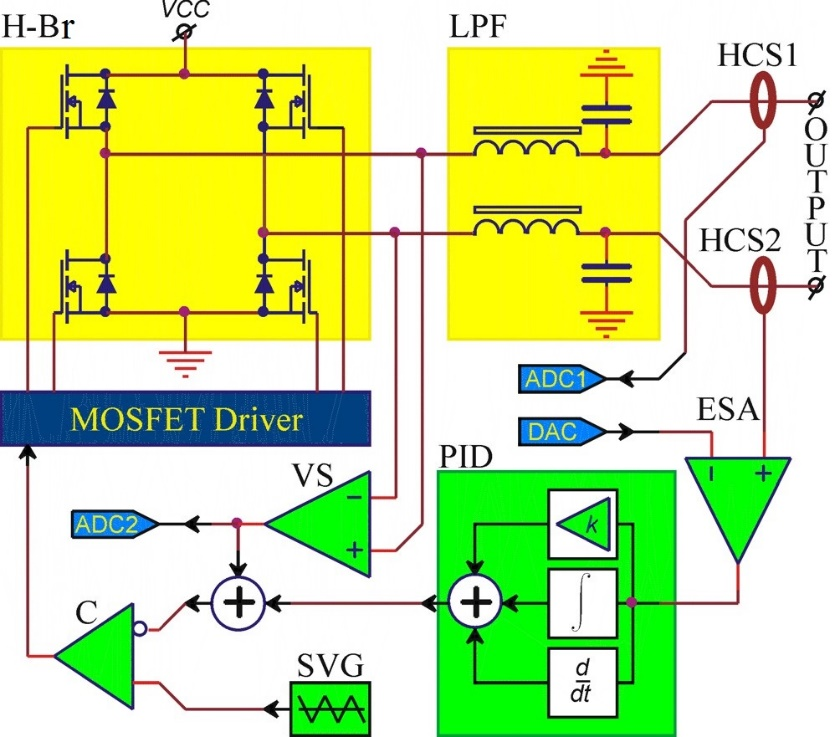 VCC
H-Br
LPF
HCS1
OUTPUT
HCS2
ADC1
ESA
MOSFET Driver
DAC
- +
PID
VS
-
k
ADC2
+
C
+
+
∫
SVG
d
dt